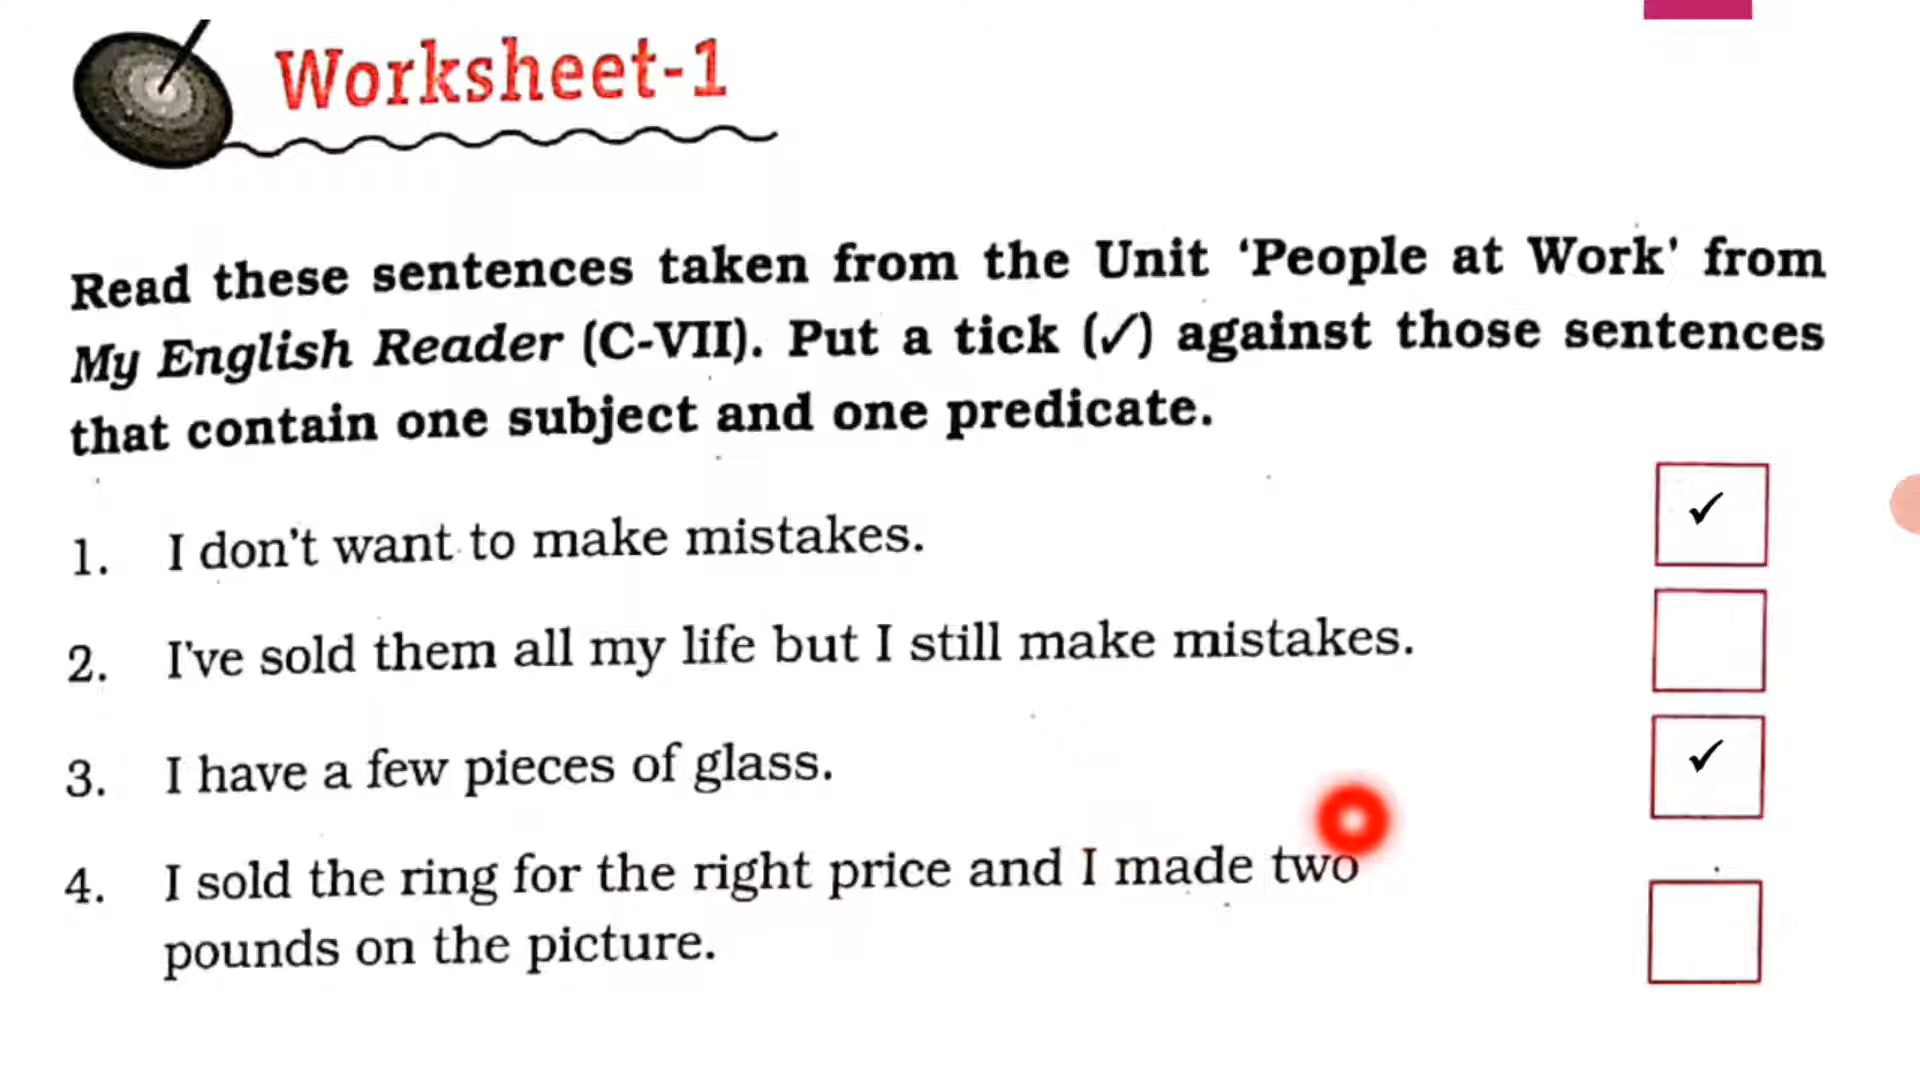 Worksheet-1
Read these sentences taken from the Unit ‘People at Work’ from
My English Reader (C-VII). Put a tick (✓) against those sentences
that contain one subject and one predicate.
1. I don't want to make mistakes. ✓
2. I've sold them all my life but I still make mistakes.
3. I have a few pieces of glass. ✓
4. I sold the ring for the right price and I made two
pounds on the picture.